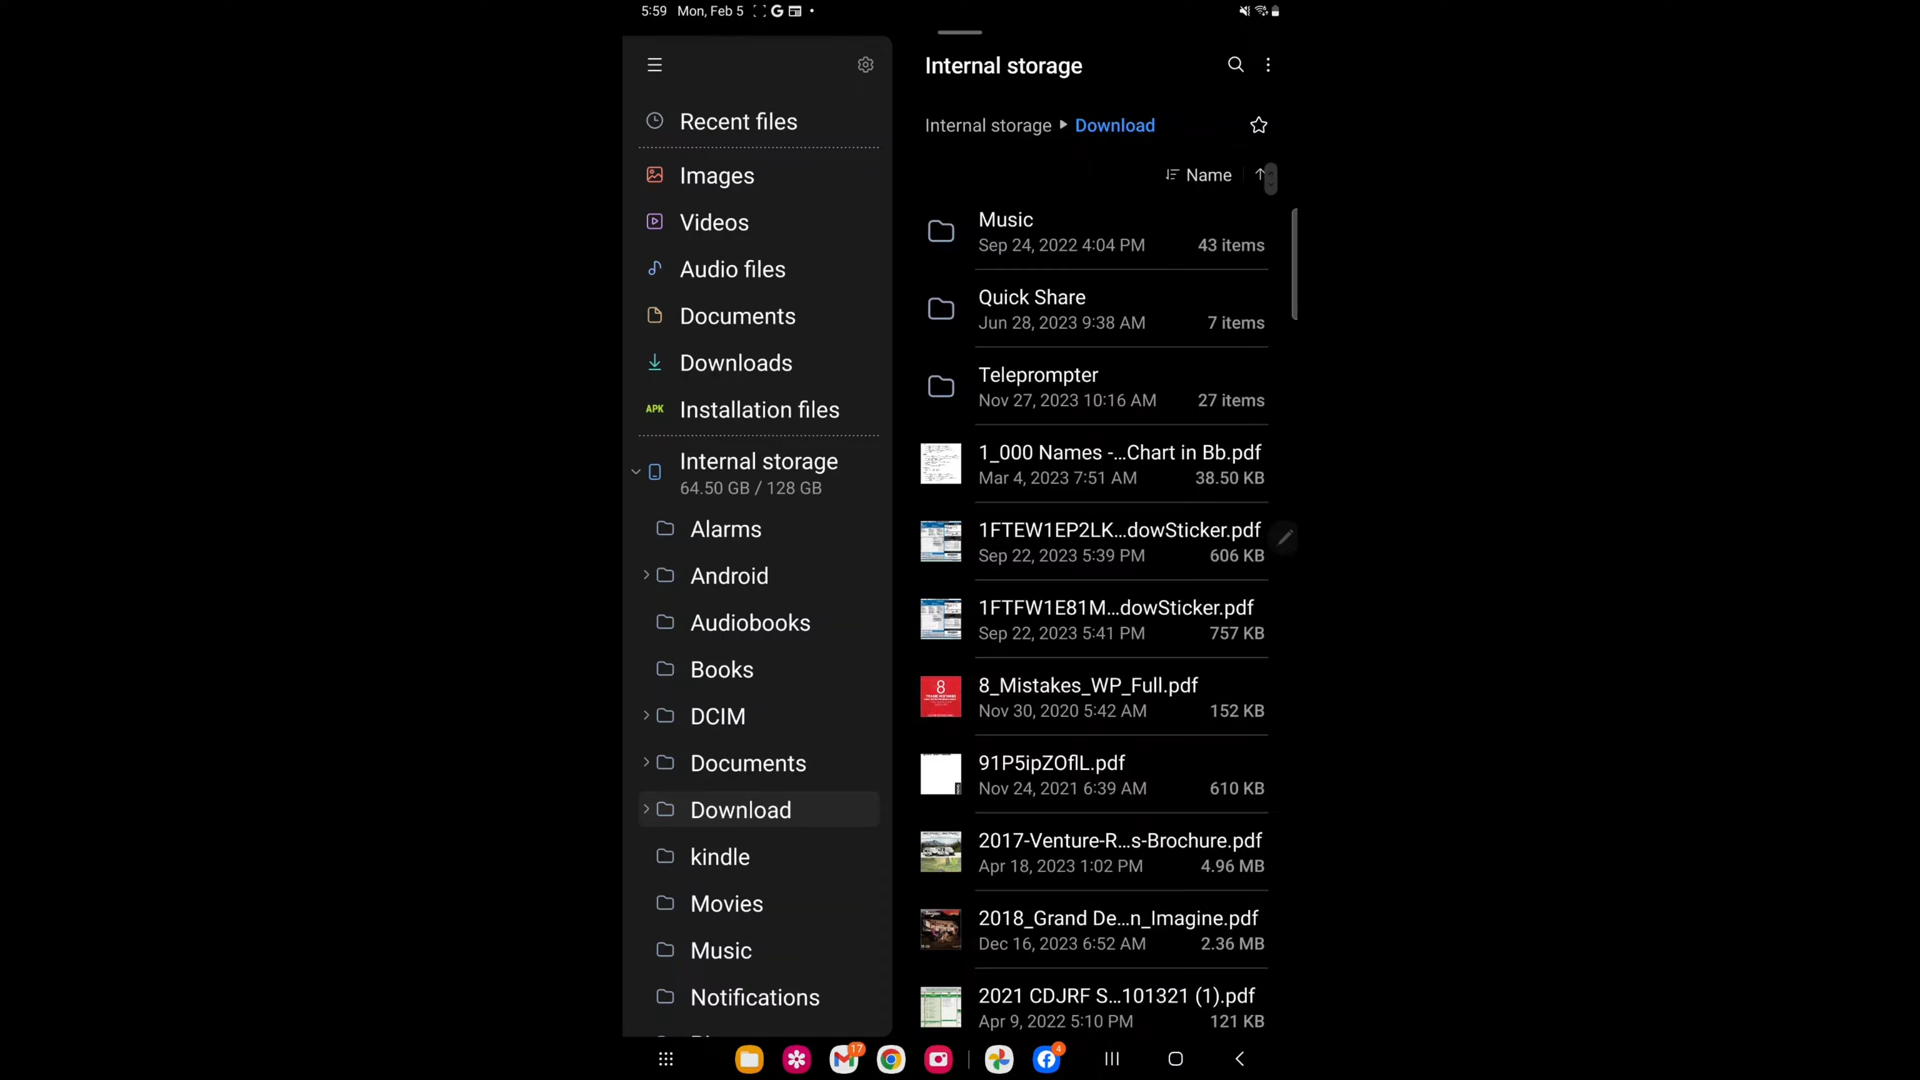 5:59 Mon, Feb 5
Recent files
Images
Videos
Audio files
Documents
Downloads
APK Installation files
Internal storage
64.50 GB / 128 GB
Alarms
Android
Audiobooks
Books
DCIM
Documents
Download
kindle
Movies
Music
Notifications
Internal storage
Internal storage Download
Name
Music
Sep 24, 2022 4:04 PM 43 items
Quick Share
Jun 28, 2023 9:38 AM 7 items
Teleprompter
Nov 27, 2023 10:16 AM 27 items
1_000 Names -...Chart in Bb.pdf
Mar 4, 2023 7:51 AM 38.50 KB
1FTEW1EP2LK...dowSticker.pdf
Sep 22, 2023 5:39 PM 606 KB
1FTFW1E81M...dowSticker.pdf
Sep 22, 2023 5:41 PM 757 KB
8
8_Mistakes_WP_Full.pdf
Nov 30, 2020 5:42 AM 152 KB
91P5ipZOflL.pdf
Nov 24, 2021 6:39 AM 610 KB
2017-Venture-R...s-Brochure.pdf
Apr 18, 2023 1:02 PM 4.96 MB
2018_Grand De...n_Imagine.pdf
Dec 16, 2023 6:52 AM 2.36 MB
2021 CDJRF S...101321 (1).pdf
Apr 9, 2022 5:10 PM 121 KB
17
4